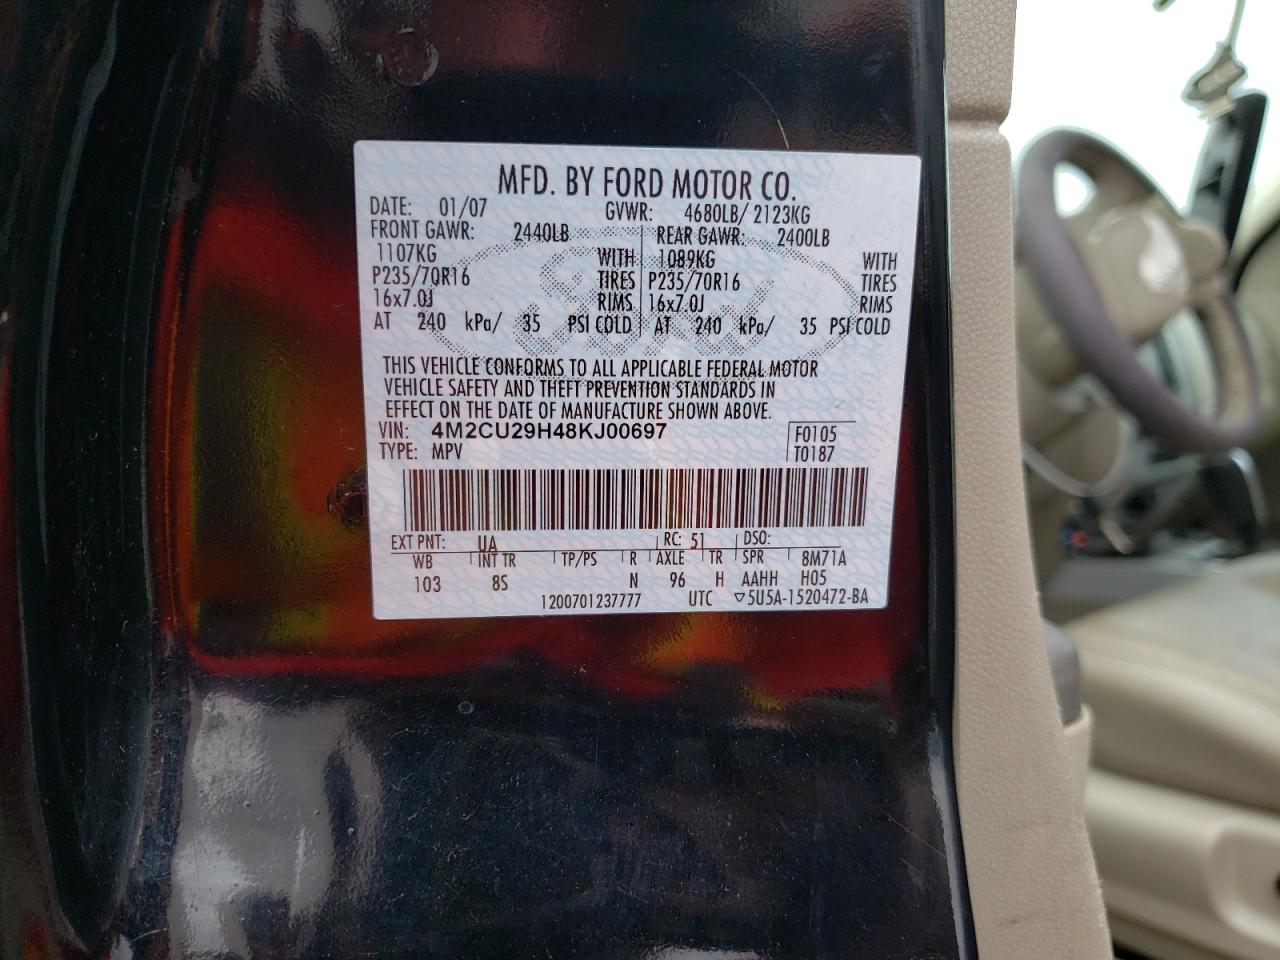 MFD. BY FORD MOTOR CO.
DATE: 01/07 GVWR: 4680LB/ 2123KG
FRONT GAWR: 2440LB REAR GAWR: 2400LB
1107KG WITH 1089KG WITH
P235/70R16 TIRES P235/70R16 TIRES
16x7.0J RIMS 16x7.0J RIMS
AT 240 kPa/ 35 PSI COLD AT 240 kPa/ 35 PSI COLD
THIS VEHICLE CONFORMS TO ALL APPLICABLE FEDERAL MOTOR
VEHICLE SAFETY AND THEFT PREVENTION STANDARDS IN
EFFECT ON THE DATE OF MANUFACTURE SHOWN ABOVE.
VIN: 4M2CU29H48KJ00697 F0105
TYPE: MPV T0187
EXT PNT: UA RC: 51 DSO:
WB INT TR TP/PS R AXLE TR SPR 8M71A
103 8S N 96 H AAHH H05
1200701237777 UTC ▽5U5A-1520472-BA